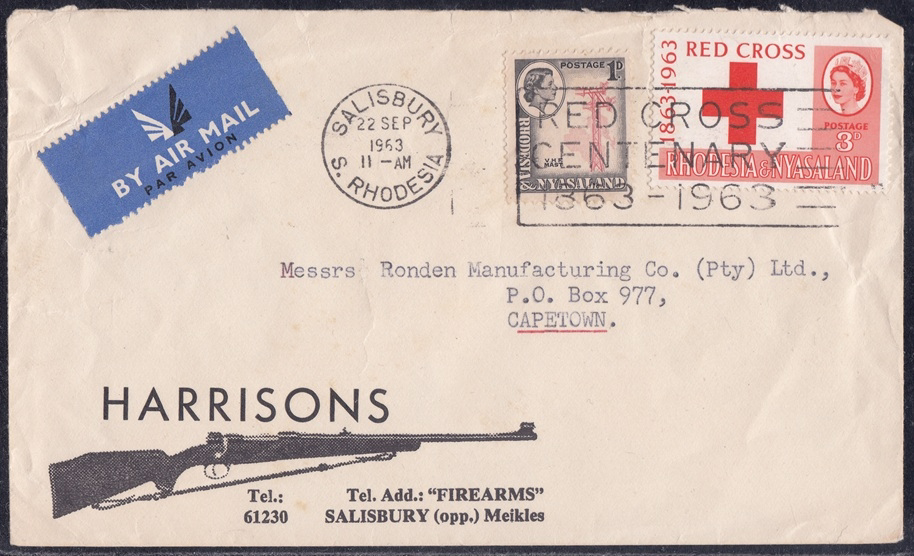 BY AIR MAIL
PAR AVION
SALISBURY
22 SEP
1963
11-AM
S. RHODESIA
POSTAGE 1D
V.H.F. MAST
RHODESIA
& NYASALAND
1863-1963
RED CROSS
POSTAGE
3D
RHODESIA & NYASALAND
RED CROSS
CENTENARY
1863-1963
Messrs Ronden Manufacturing Co. (Pty) Ltd.,
P.O. Box 977,
CAPETOWN.
HARRISONS
Tel.: Tel. Add.: “FIREARMS”
61230 SALISBURY (opp.) Meikles